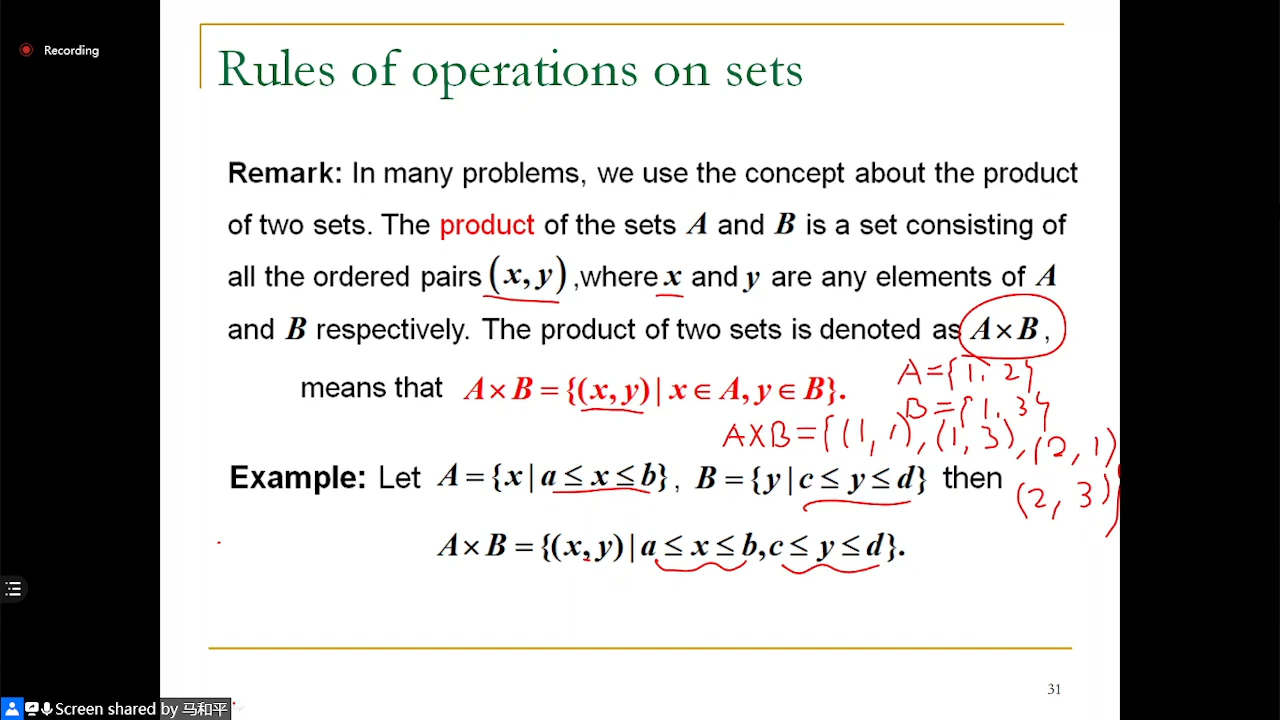 Recording
Rules of operations on sets
Remark: In many problems, we use the concept about the product
of two sets. The product of the sets A and B is a set consisting of
all the ordered pairs (x, y) ,where x and y are any elements of A
and B respectively. The product of two sets is denoted as A×B ,
means that A×B = {(x, y) | x ∈ A, y ∈ B}.
A={1, 2}
B={1, 3}
A×B={(1, 1), (1, 3), (2, 1)
(2, 3)}
Example: Let A = {x | a ≤ x ≤ b}, B = {y | c ≤ y ≤ d} then
A×B = {(x, y) | a ≤ x ≤ b, c ≤ y ≤ d}.
31
Screen shared by 马和平